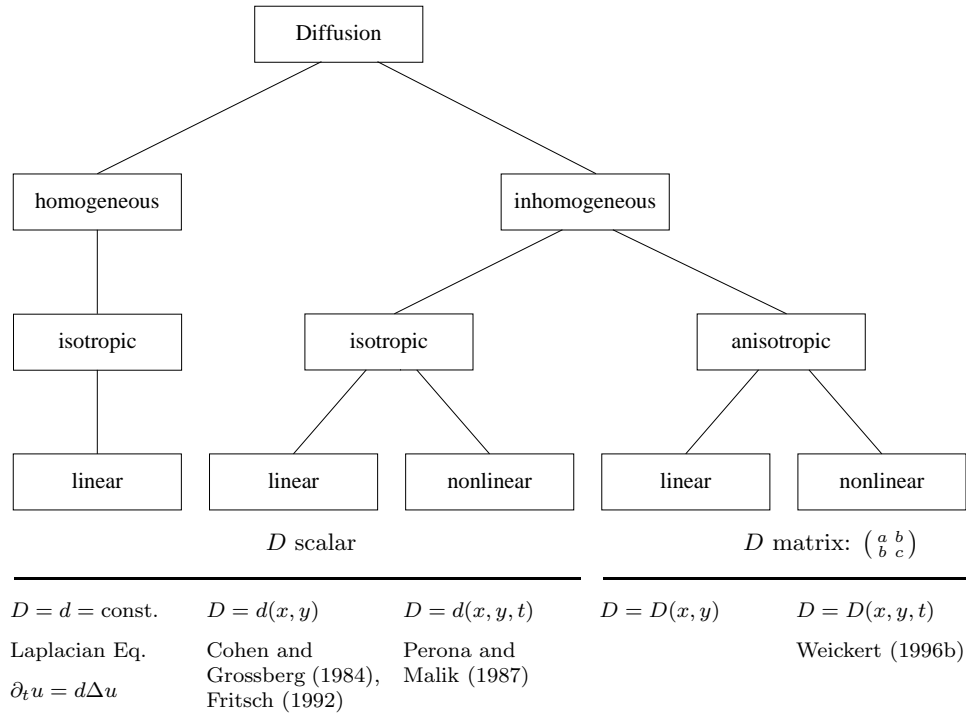 Diffusion
homogeneous
inhomogeneous
isotropic
isotropic
anisotropic
linear
linear
nonlinear
linear
nonlinear
D scalar
D matrix: (a b
b c)
D = d = const.
D = d(x, y)
D = d(x, y, t)
D = D(x, y)
D = D(x, y, t)
Laplacian Eq.
∂ₜu = dΔu
Cohen and
Grossberg (1984),
Fritsch (1992)
Perona and
Malik (1987)
Weickert (1996b)